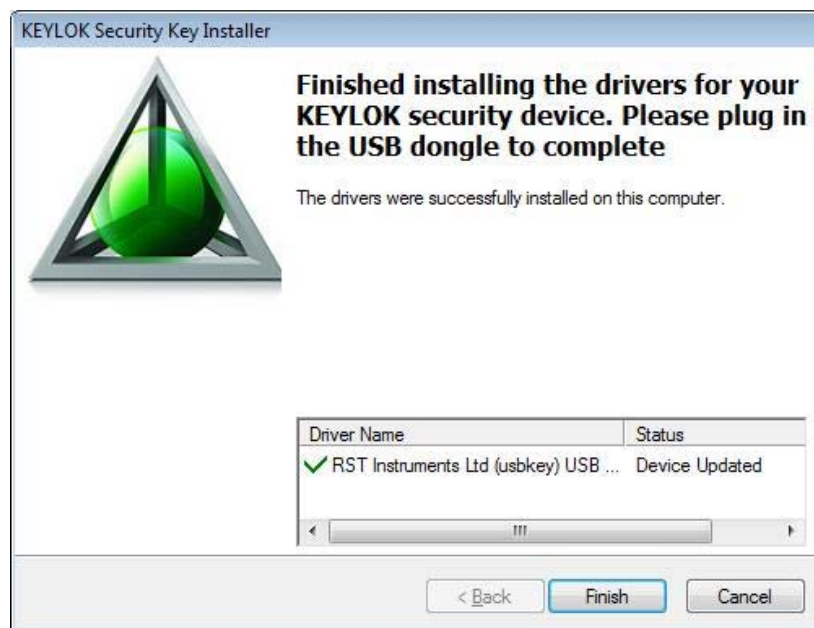 KEYLOK Security Key Installer
Finished installing the drivers for your
KEYLOK security device. Please plug in
the USB dongle to complete
The drivers were successfully installed on this computer.
Driver Name Status
RST Instruments Ltd (usbkey) USB ... Device Updated
< Back Finish Cancel